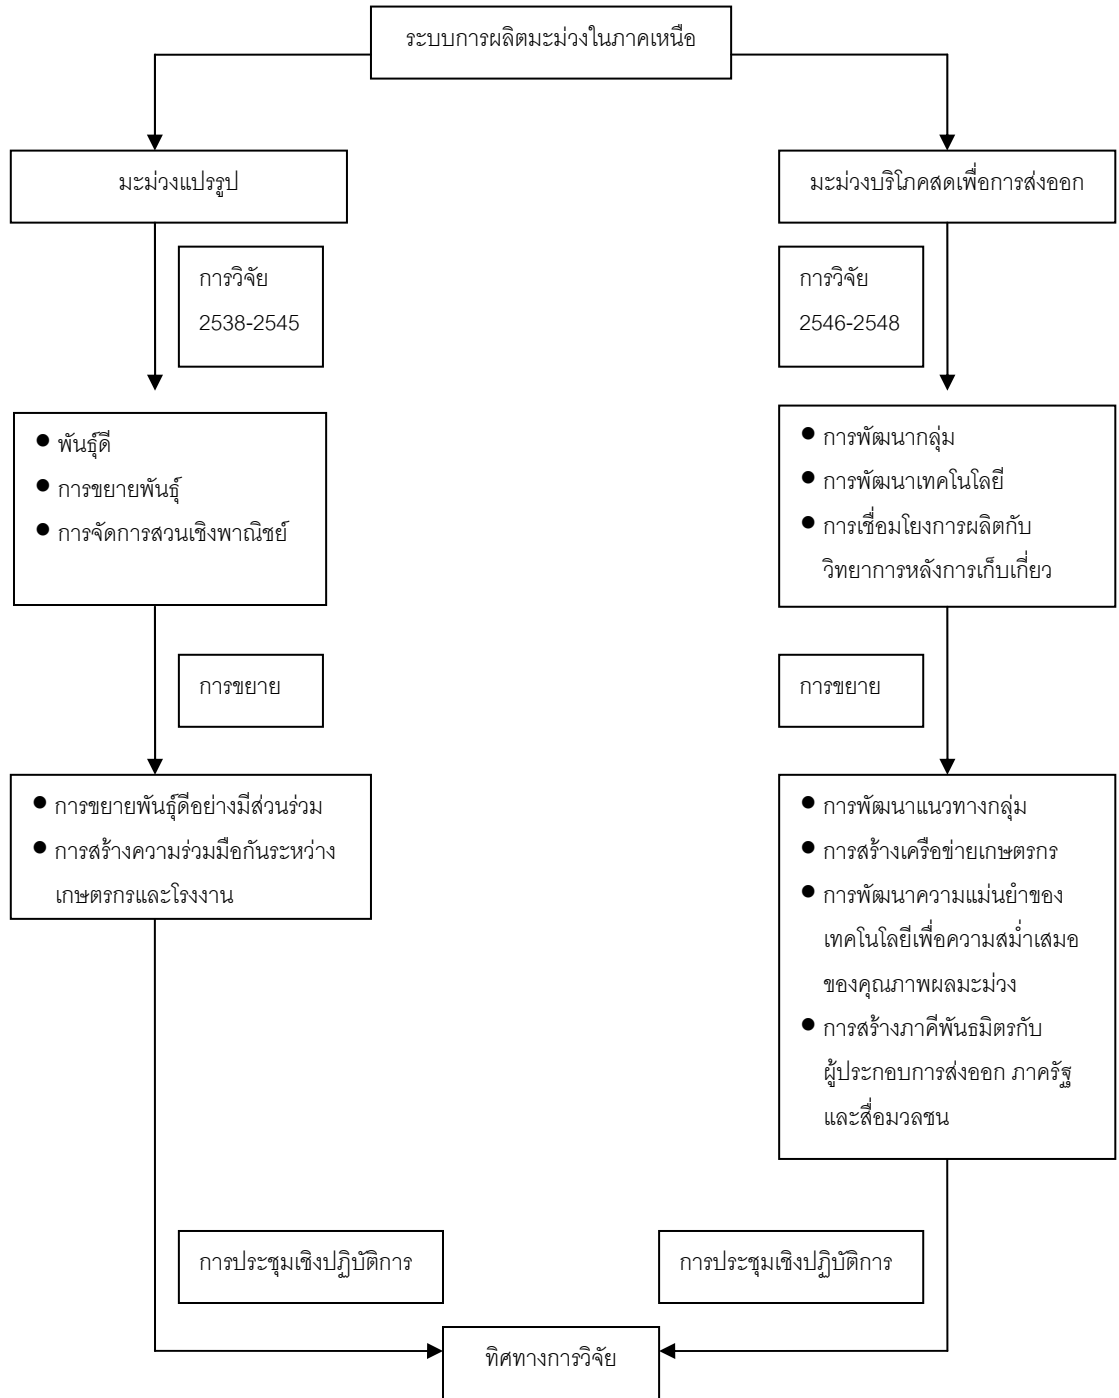 ระบบการผลิตมะม่วงในภาคเหนือ
มะม่วงแปรรูป
มะม่วงบริโภคสดเพื่อการส่งออก
การวิจัย
2538-2545
การวิจัย
2546-2548
● พันธุ์ดี
● การขยายพันธุ์
● การจัดการสวนเชิงพาณิชย์
● การพัฒนากลุ่ม
● การพัฒนาเทคโนโลยี
● การเชื่อมโยงการผลิตกับ
วิทยาการหลังการเก็บเกี่ยว
การขยาย
การขยาย
● การขยายพันธุ์ดีอย่างมีส่วนร่วม
● การสร้างความร่วมมือกันระหว่าง
เกษตรกรและโรงงาน
● การพัฒนาแนวทางกลุ่ม
● การสร้างเครือข่ายเกษตรกร
● การพัฒนาความแม่นยำของ
เทคโนโลยีเพื่อความสม่ำเสมอ
ของคุณภาพผลมะม่วง
● การสร้างภาคีพันธมิตรกับ
ผู้ประกอบการส่งออก ภาครัฐ
และสื่อมวลชน
การประชุมเชิงปฏิบัติการ
การประชุมเชิงปฏิบัติการ
ทิศทางการวิจัย